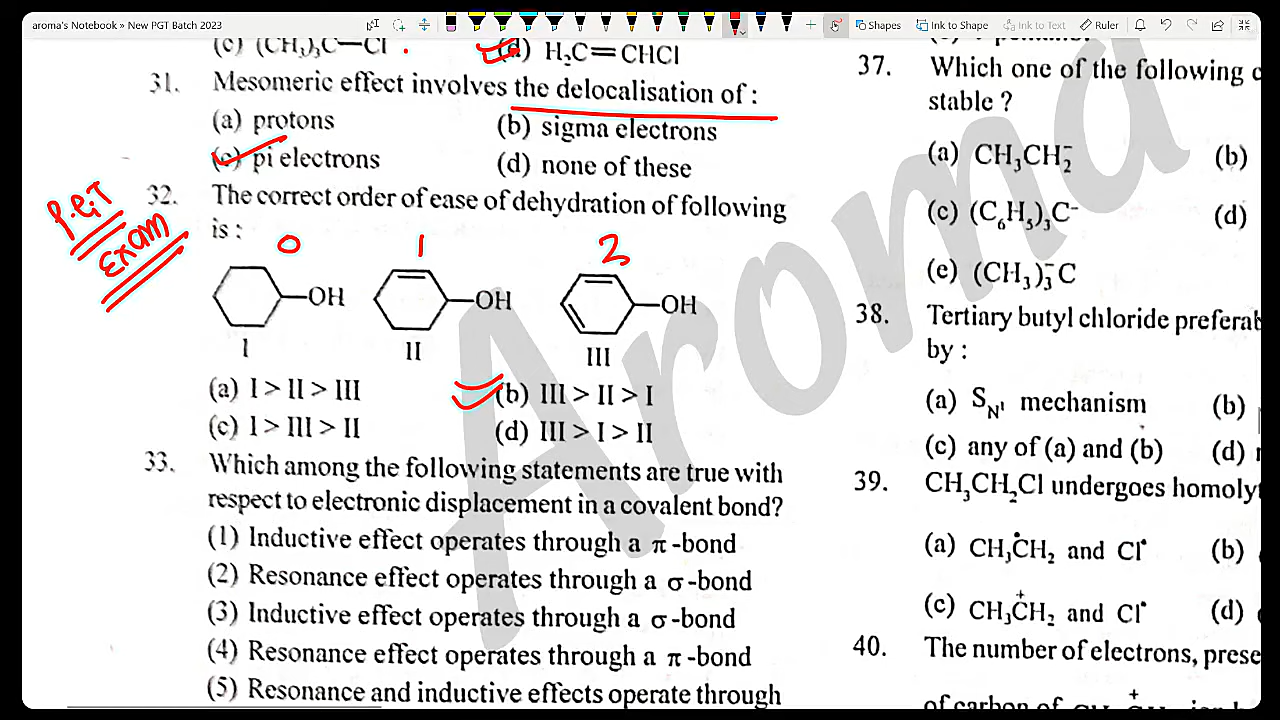 aroma's Notebook » New PGT Batch 2023
Shapes
Ink to Shape
Ink to Text
Ruler
(c) (CH₃)₃C—Cl
(d) H₂C=CHCl
31. Mesomeric effect involves the delocalisation of :
(a) protons
(b) sigma electrons
(c) pi electrons
(d) none of these
P.G.T
Exam
32. The correct order of ease of dehydration of following
is :
0 1 2
OH OH OH
I II III
(a) I > II > III
(b) III > II > I
(c) I > III > II
(d) III > I > II
33. Which among the following statements are true with
respect to electronic displacement in a covalent bond?
(1) Inductive effect operates through a π-bond
(2) Resonance effect operates through a σ-bond
(3) Inductive effect operates through a σ-bond
(4) Resonance effect operates through a π-bond
(5) Resonance and inductive effects operate through
37. Which one of the following
stable ?
(a) CH₃CH₂⁻
(b)
(c) (C₆H₅)₃C⁻
(d)
(e) (CH₃)₃⁻C
38. Tertiary butyl chloride
by :
(a) S_N¹ mechanism
(b)
(c) any of (a) and (b)
(d)
39. CH₃CH₂Cl undergoes
(a) CH₃ĊH₂ and Cl•
(b)
(c) CH₃C⁺H₂ and Cl•
(d)
40. The number of electrons,
of carbon of
Aroma